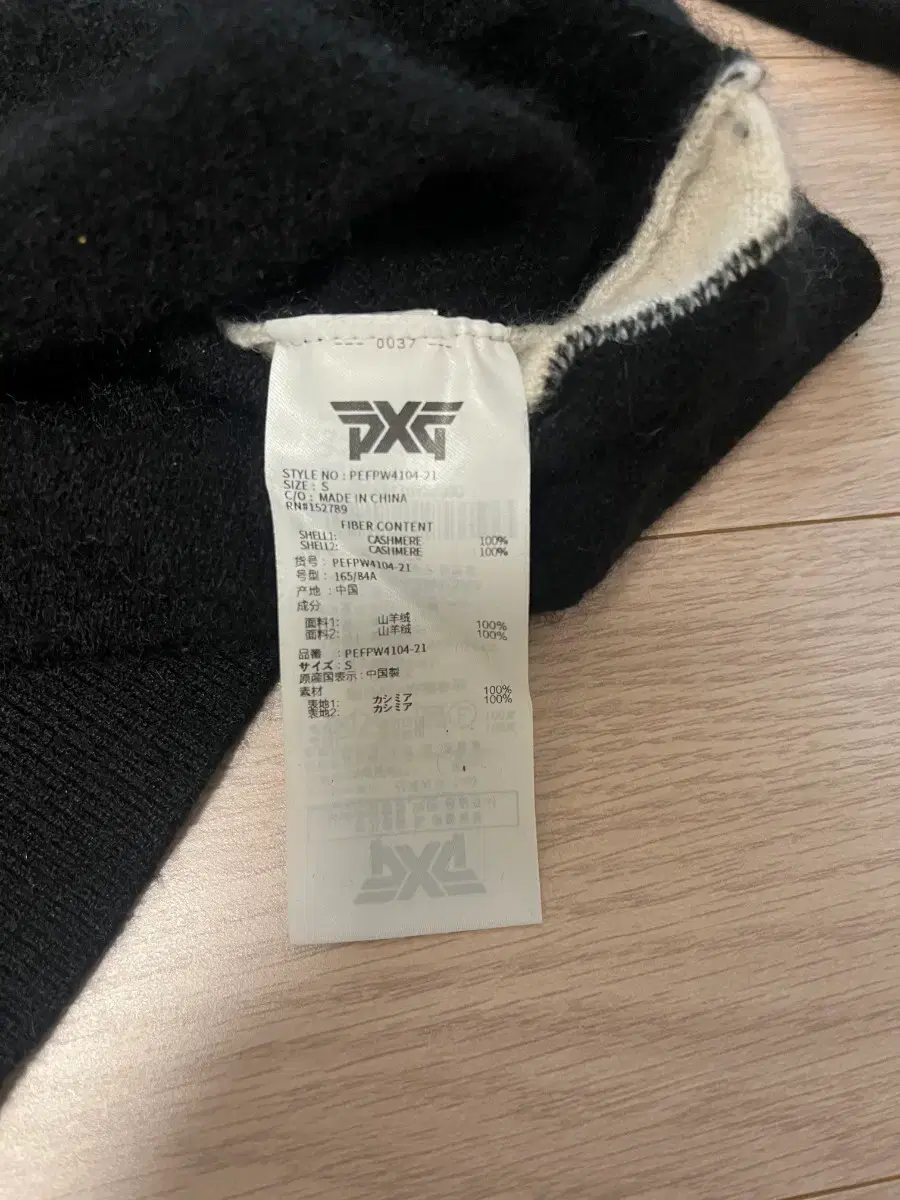 --- 0037 ---
PXG
STYLE NO : PEFPW4104-21
SIZE : S
C/O : MADE IN CHINA
RN#152789
FIBER CONTENT
SHELL1: CASHMERE 100%
SHELL2: CASHMERE 100%
货号 : PEFPW4104-21
号型 : 165/84A
产地 : 中国
成分
面料1: 山羊绒 100%
面料2: 山羊绒 100%
品番 : PEFPW4104-21
サイズ : S
原産国表示 : 中国製
素材
表地1: カシミア 100%
表地2: カシミア 100%
PXG